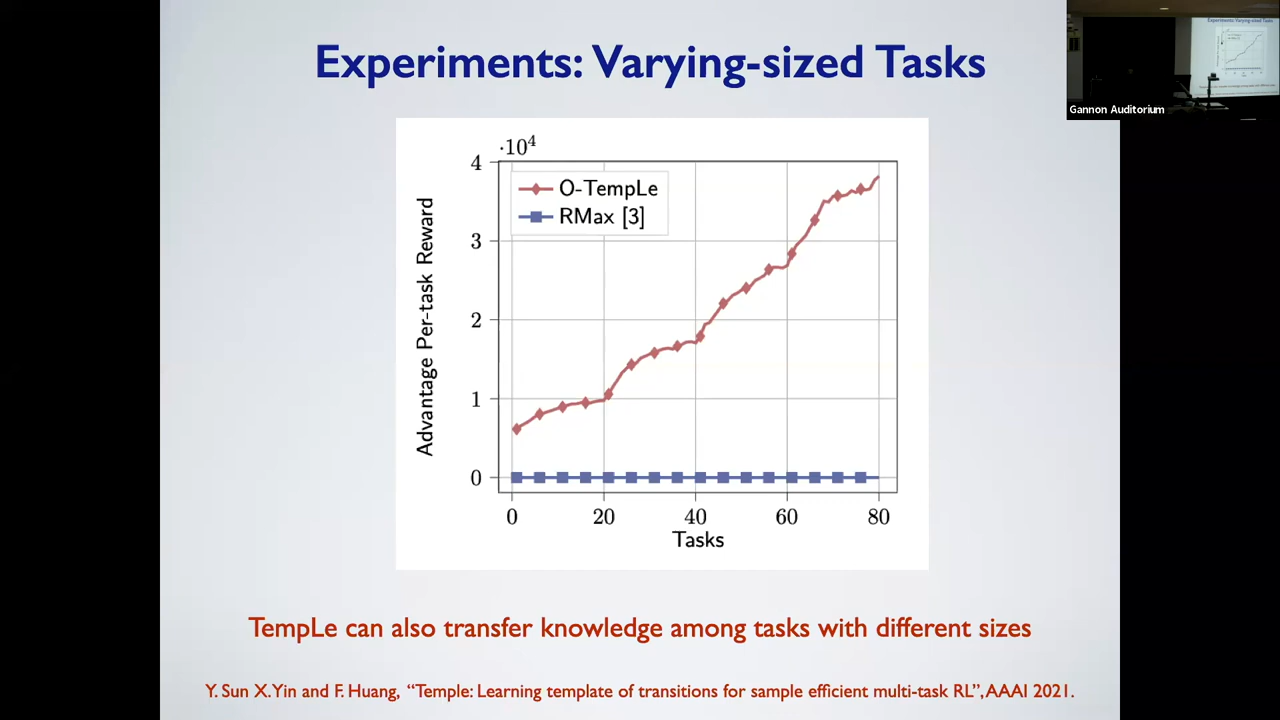 Experiments: Varying-sized Tasks
Gannon Auditorium
·10⁴
O-TempLe
RMax [3]
Advantage Per-task Reward
4
3
2
1
0
0 20 40 60 80
Tasks
TempLe can also transfer knowledge among tasks with different sizes
Y. Sun X. Yin and F. Huang, “Temple: Learning template of transitions for sample efficient multi-task RL”, AAAI 2021.